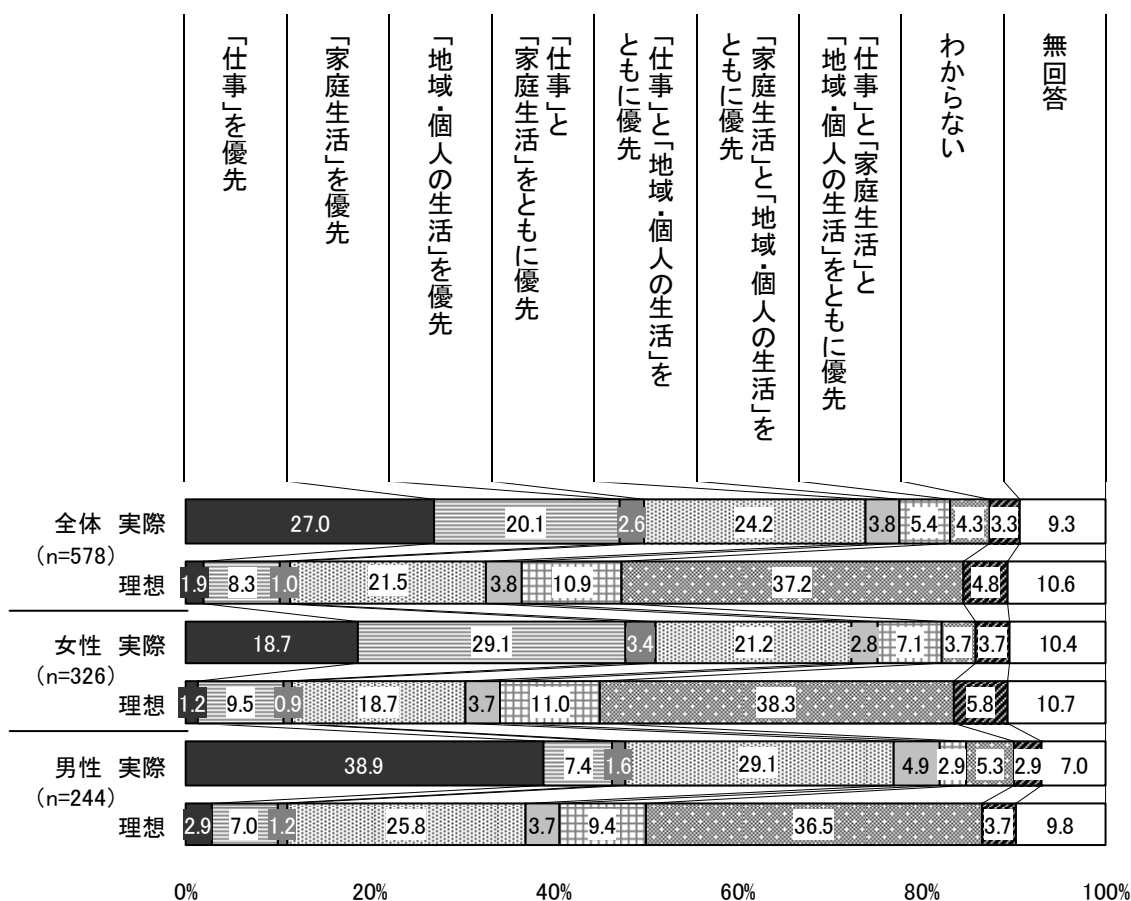 「仕事」を優先
「家庭生活」を優先
「地域・個人の生活」を優先
「仕事」と
「家庭生活」をともに優先
「仕事」と「地域・個人の生活」を
ともに優先
「家庭生活」と「地域・個人の生活」を
ともに優先
「仕事」と「家庭生活」と
「地域・個人の生活」をともに優先
わからない
無回答
全体 実際 27.0 20.1 2.6 24.2 3.8 5.4 4.3 3.3 9.3
(n=578)
理想 1.9 8.3 1.0 21.5 3.8 10.9 37.2 4.8 10.6
女性 実際 18.7 29.1 3.4 21.2 2.8 7.1 3.7 3.7 10.4
(n=326)
理想 1.2 9.5 0.9 18.7 3.7 11.0 38.3 5.8 10.7
男性 実際 38.9 7.4 1.6 29.1 4.9 2.9 5.3 2.9 7.0
(n=244)
理想 2.9 7.0 1.2 25.8 3.7 9.4 36.5 3.7 9.8
0% 20% 40% 60% 80% 100%